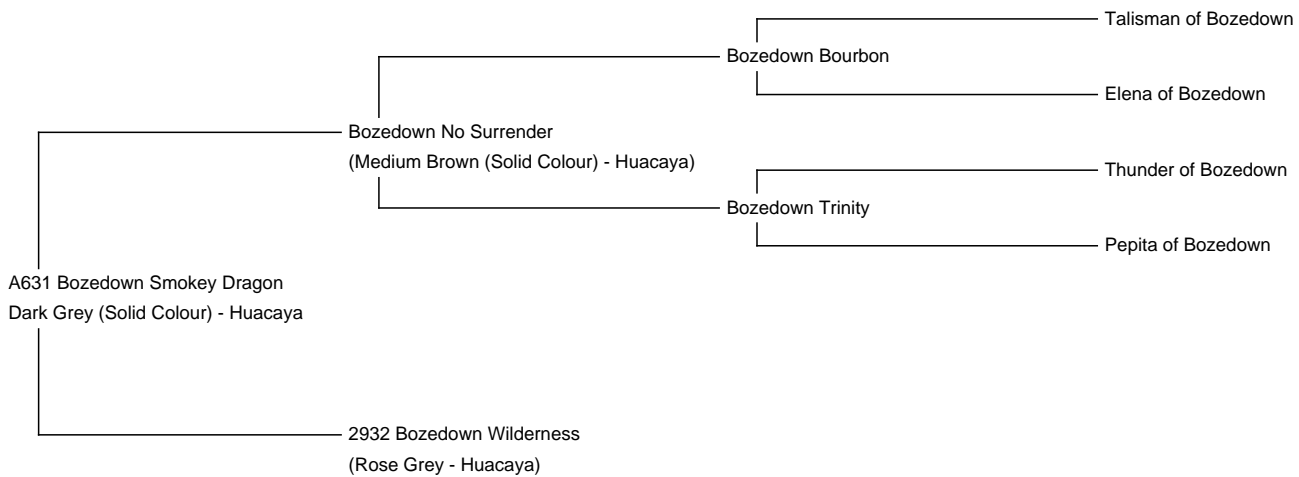 Talisman of Bozedown
Bozedown Bourbon
Elena of Bozedown
Bozedown No Surrender
(Medium Brown (Solid Colour) - Huacaya)
Thunder of Bozedown
Bozedown Trinity
Pepita of Bozedown
A631 Bozedown Smokey Dragon
Dark Grey (Solid Colour) - Huacaya
2932 Bozedown Wilderness
(Rose Grey - Huacaya)